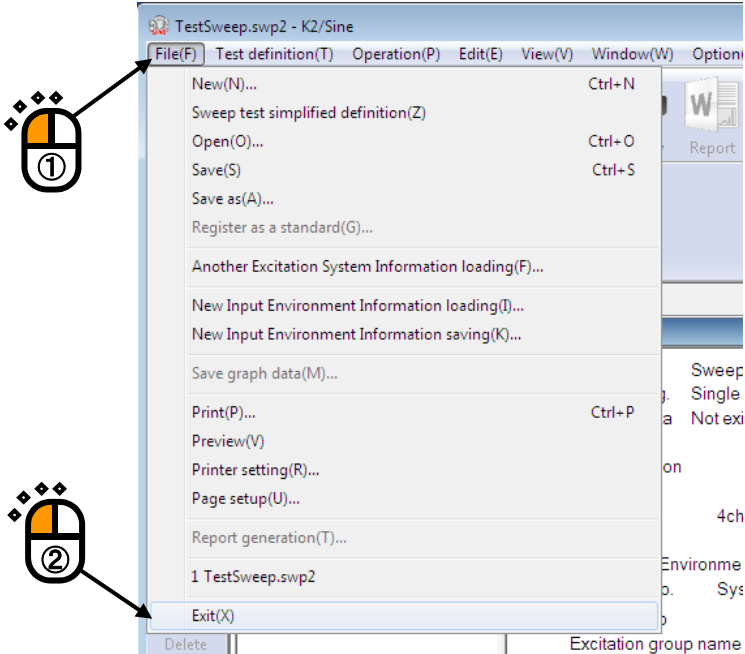 TestSweep.swp2 - K2/Sine
File(F) Test definition(T) Operation(P) Edit(E) View(V) Window(W) Option(
New(N)... Ctrl+N
Sweep test simplified definition(Z)
Open(O)... Ctrl+O
Save(S) Ctrl+S
Save as(A)...
Register as a standard(G)...
Another Excitation System Information loading(F)...
New Input Environment Information loading(I)...
New Input Environment Information saving(K)...
Save graph data(M)...
Print(P)... Ctrl+P
Preview(V)
Printer setting(R)...
Page setup(U)...
Report generation(T)...
1 TestSweep.swp2
Exit(X)
①
②
W
Report
Sweep
g. Single
a Not exi
on
4ch
Environme
o. Sys
Delete
Excitation group name